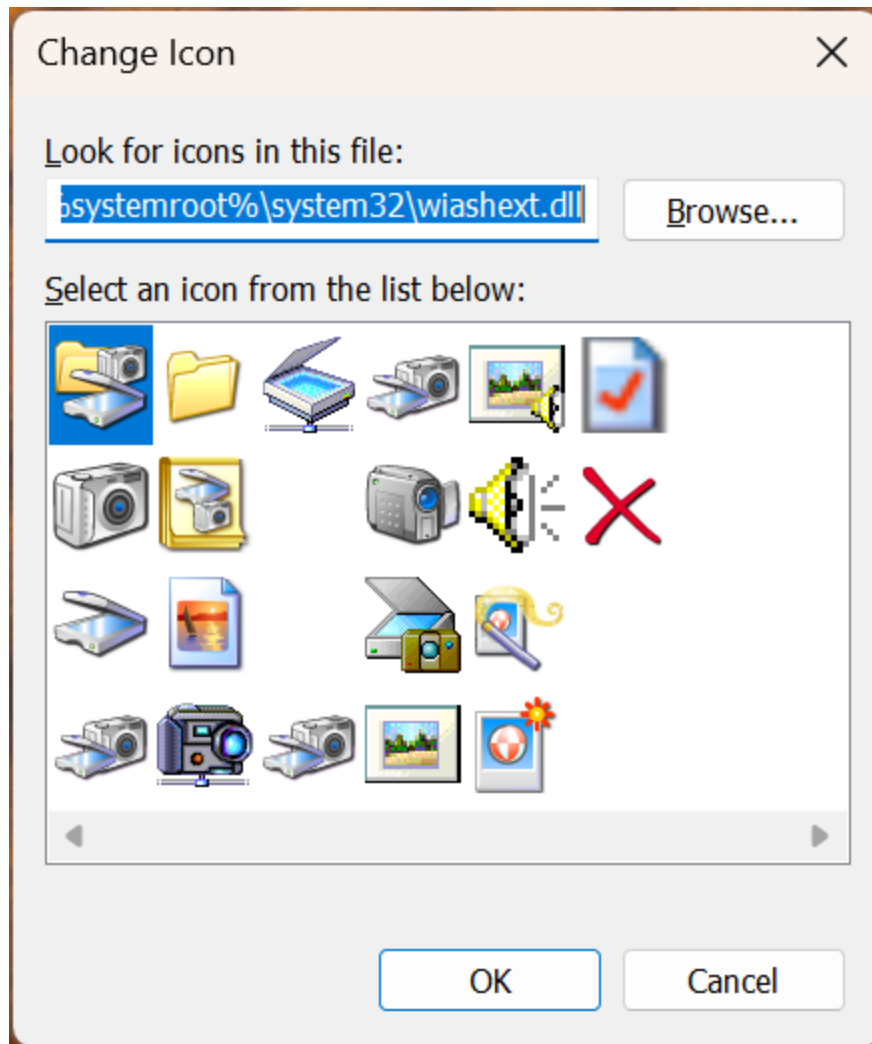 Change Icon
Look for icons in this file:
%systemroot%\system32\wiashext.dll
Browse...
Select an icon from the list below:
OK
Cancel